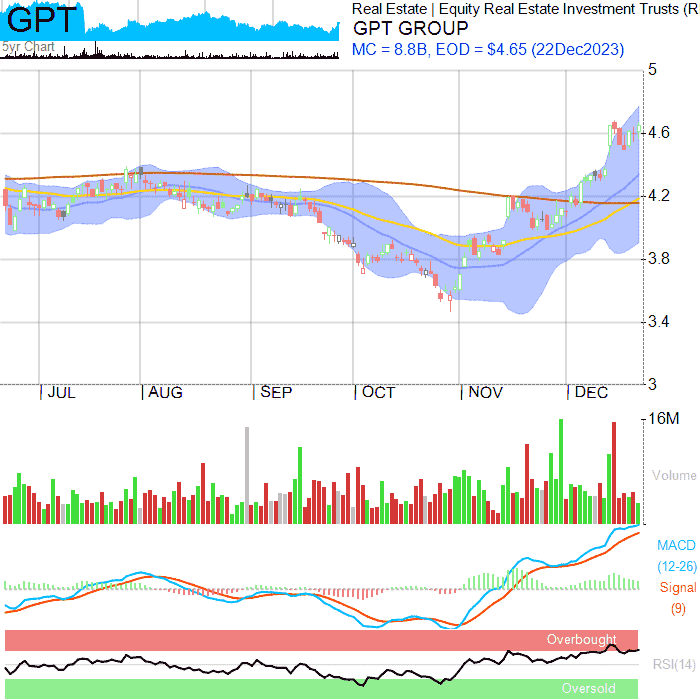 GPT
5yr Chart
Real Estate | Equity Real Estate Investment Trusts (R
GPT GROUP
MC = 8.8B, EOD = $4.65 (22Dec2023)
5
4.6
4.2
3.8
3.4
3
JUL
AUG
SEP
OCT
NOV
DEC
16M
Volume
MACD
(12-26)
Signal
(9)
Overbought
RSI(14)
Oversold